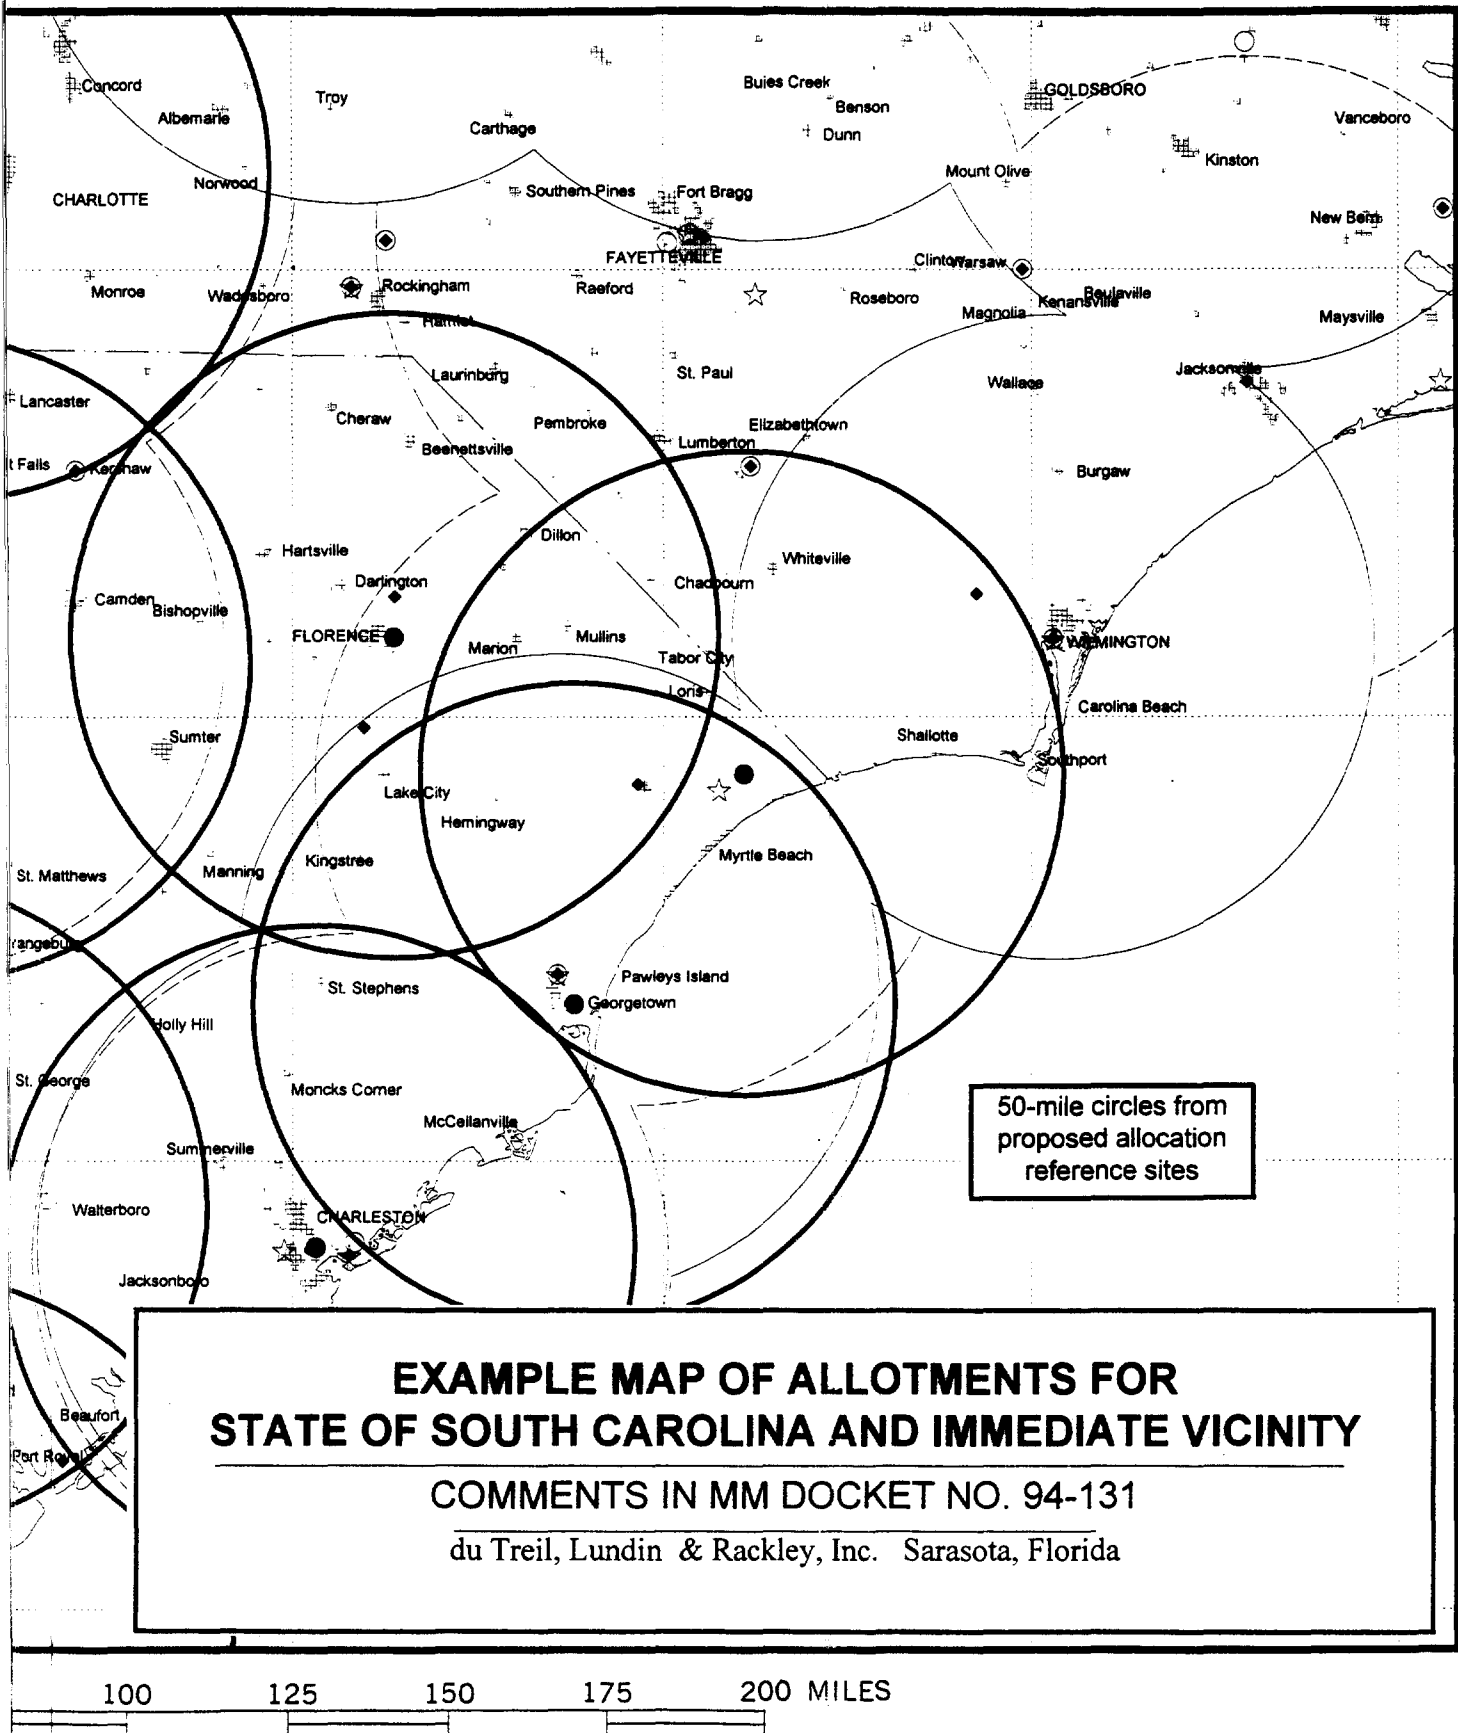 Concord
Troy
Albemarle
Carthage
Buies Creek
Benson
Dunn
GOLDSBORO
Vanceboro
Kinston
Norwood
CHARLOTTE
Southern Pines
Fort Bragg
Mount Olive
New Bern
FAYETTEVILLE
Clinton
Warsaw
Monroe
Wadesboro
Rockingham
Raeford
Roseboro
Magnolia
Kenansville
Beulaville
Maysville
Hamlet
Laurinburg
St. Paul
Wallace
Jacksonville
Lancaster
Cheraw
Pembroke
Elizabethtown
Beenettsville
Lumberton
t Falls
Kershaw
Burgaw
Hartsville
Dillon
Whiteville
Darlington
Chadbourn
Camden
Bishopville
FLORENCE
Marion
Mullins
Tabor City
WILMINGTON
Loris
Carolina Beach
Sumter
Shallotte
Southport
Lake City
Hemingway
Myrtle Beach
Kingstree
Manning
St. Matthews
rangeburg
St. Stephens
Pawleys Island
Georgetown
Holly Hill
St. George
Moncks Corner
McCellanville
Summerville
50-mile circles from
proposed allocation
reference sites
Walterboro
CHARLESTON
Jacksonboro
Beaufort
Port Royal
EXAMPLE MAP OF ALLOTMENTS FOR
STATE OF SOUTH CAROLINA AND IMMEDIATE VICINITY
COMMENTS IN MM DOCKET NO. 94-131
du Treil, Lundin & Rackley, Inc. Sarasota, Florida
100 125 150 175 200 MILES